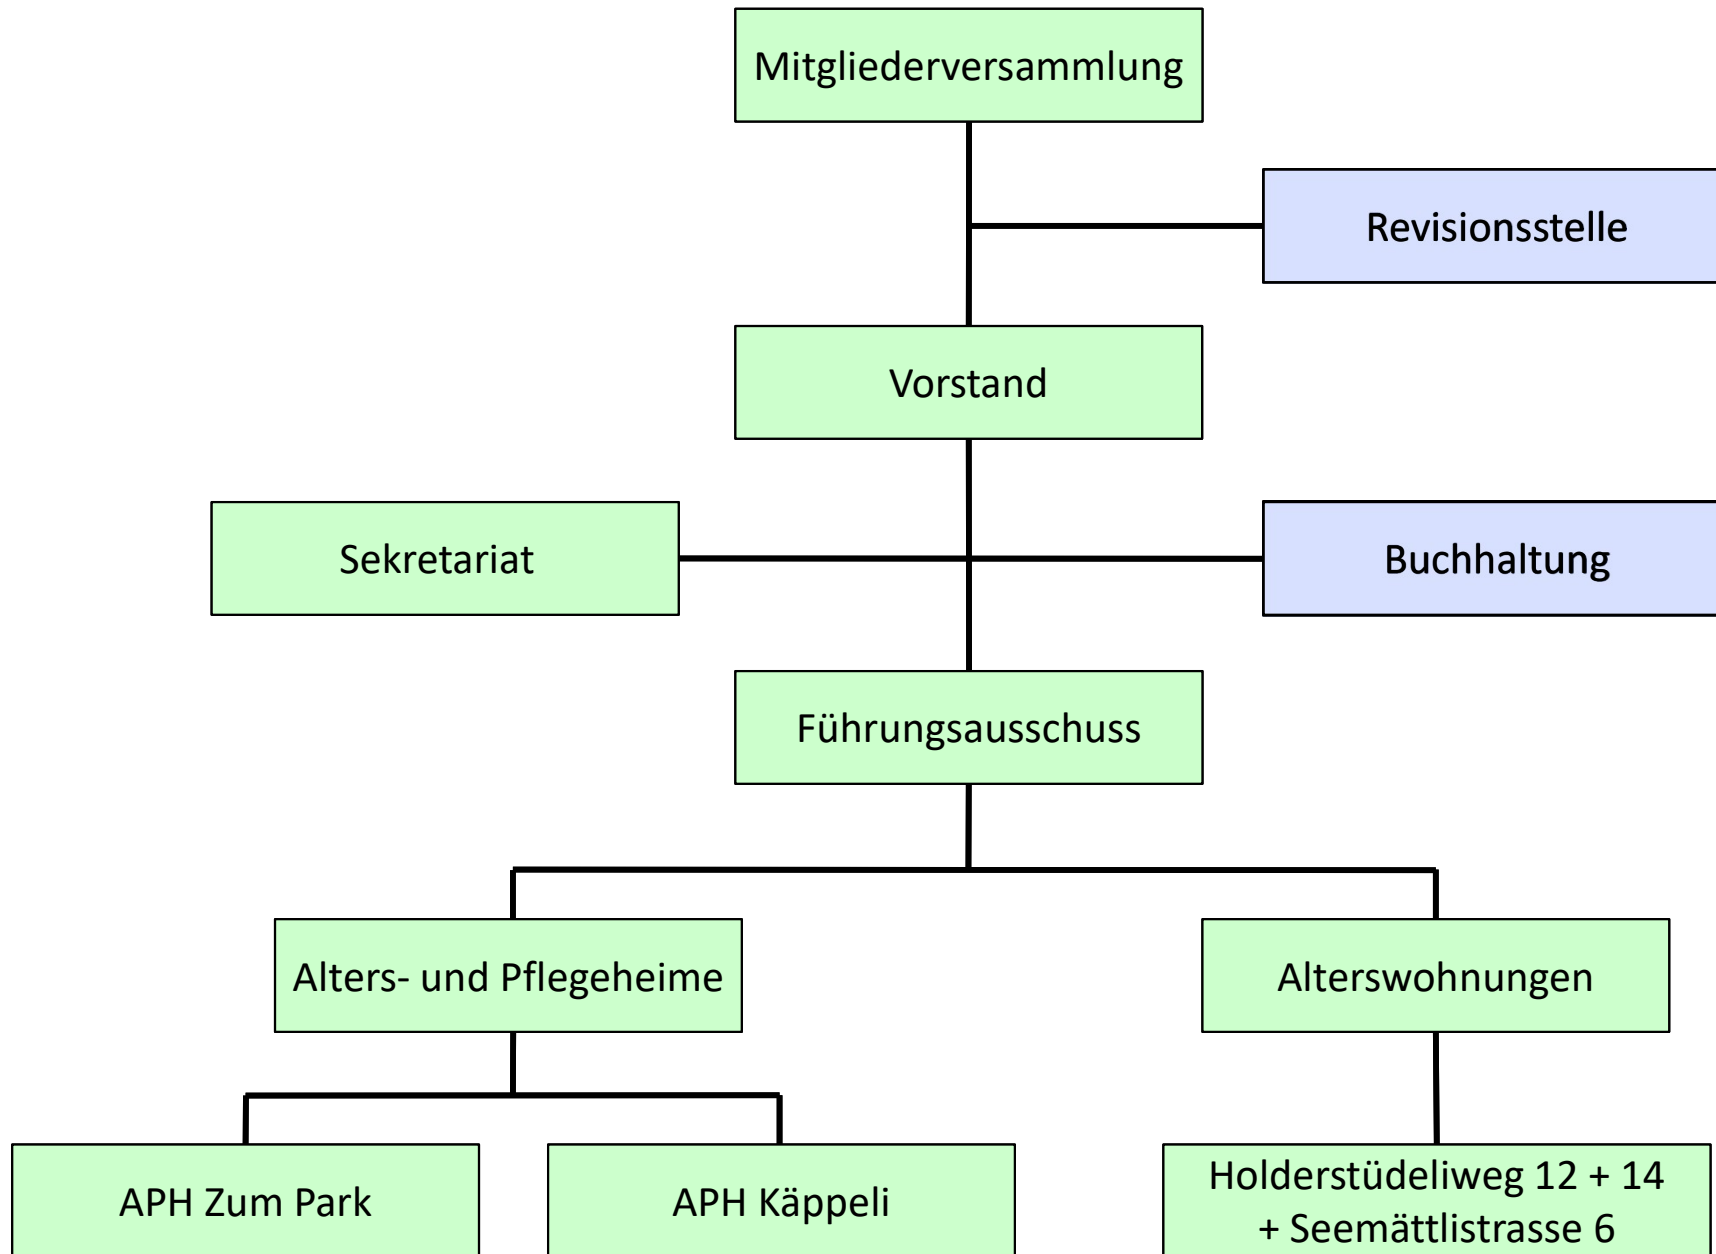 Mitgliederversammlung
Revisionsstelle
Vorstand
Sekretariat
Buchhaltung
Führungsausschuss
Alters- und Pflegeheime
Alterswohnungen
APH Zum Park
APH Käppeli
Holderstüdeliweg 12 + 14
+ Seemättlistrasse 6